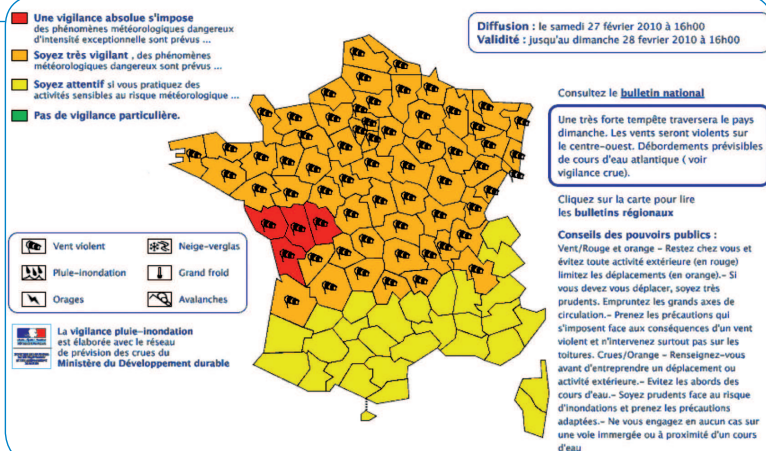 Une vigilance absolue s'impose
des phénomènes météorologiques dangereux
d'intensité exceptionnelle sont prévus ...
Soyez très vigilant , des phénomènes
météorologiques dangereux sont prévus ...
Soyez attentif si vous pratiquez des
activités sensibles au risque météorologique ...
Pas de vigilance particulière.
Diffusion : le samedi 27 février 2010 à 16h00
Validité : jusqu'au dimanche 28 fevrier 2010 à 16h00
Consultez le bulletin national
Une très forte tempête traversera le pays
dimanche. Les vents seront violents sur
le centre-ouest. Débordements prévisibles
de cours d'eau atlantique ( voir
vigilance crue).
Cliquez sur la carte pour lire
les bulletins régionaux
Conseils des pouvoirs publics :
Vent/Rouge et orange – Restez chez vous et
évitez toute activité extérieure (en rouge)
limitez les déplacements (en orange).– Si
vous devez vous déplacer, soyez très
prudents. Empruntez les grands axes de
circulation.– Prenez les précautions qui
s'imposent face aux conséquences d'un vent
violent et n'intervenez surtout pas sur les
toitures. Crues/Orange – Renseignez-vous
avant d'entreprendre un déplacement ou
activité extérieure.– Evitez les abords des
cours d'eau.– Soyez prudents face au risque
d'inondations et prenez les précautions
adaptées.– Ne vous engagez en aucun cas sur
une voie immergée ou à proximité d'un cours
d'eau
Vent violent
Neige-verglas
Pluie-inondation
Grand froid
Orages
Avalanches
La vigilance pluie-inondation
est élaborée avec le réseau
de prévision des crues du
Ministère du Développement durable